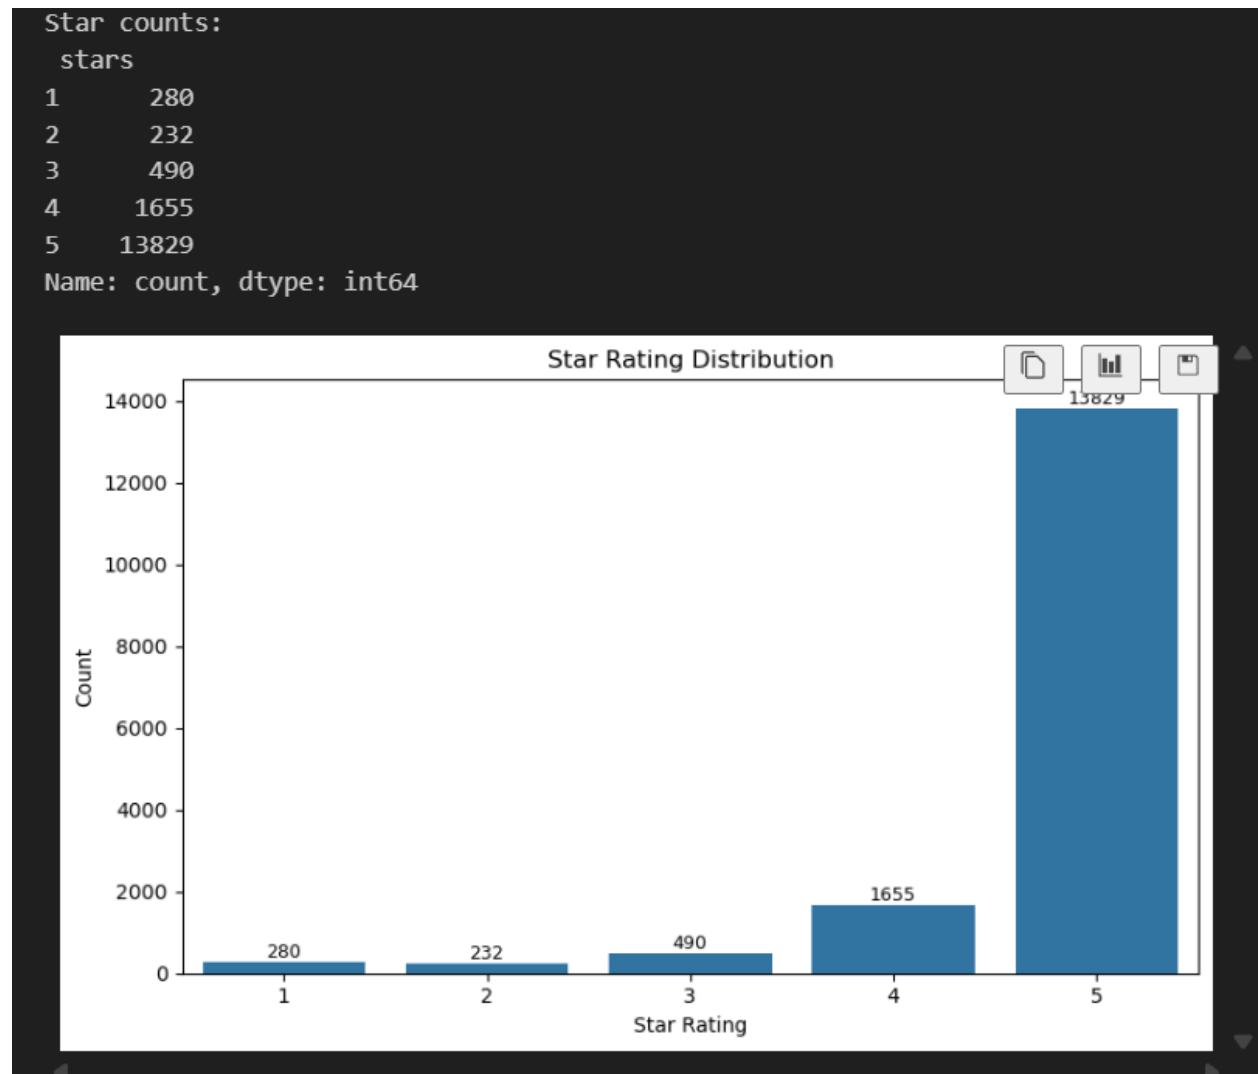 Star counts:
stars
1 280
2 232
3 490
4 1655
5 13829
Name: count, dtype: int64
Star Rating Distribution
14000
12000
10000
8000
6000
4000
2000
0
Count
280
232
490
1655
13829
1 2 3 4 5
Star Rating